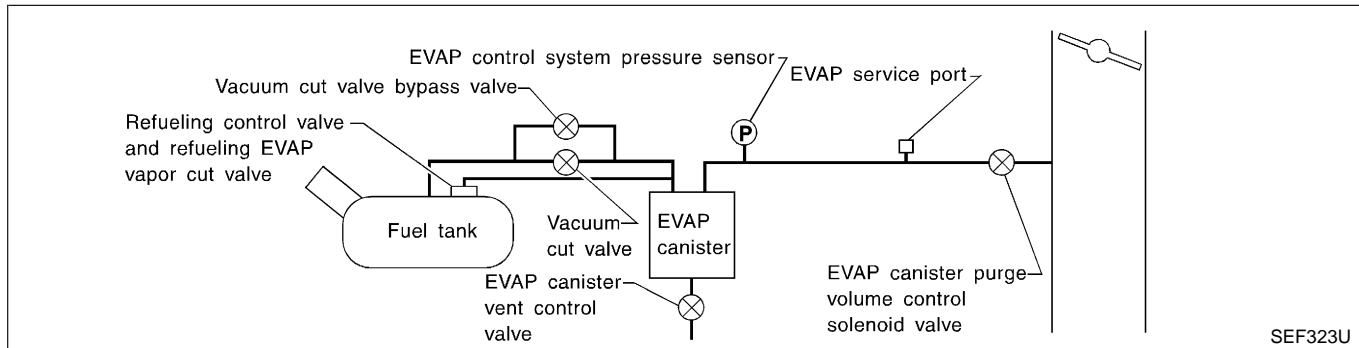 EVAP control system pressure sensor
EVAP service port
Vacuum cut valve bypass valve
Refueling control valve
and refueling EVAP
vapor cut valve
P
Fuel tank
Vacuum
cut valve
EVAP
canister
EVAP canister
vent control
valve
EVAP canister purge
volume control
solenoid valve
SEF323U